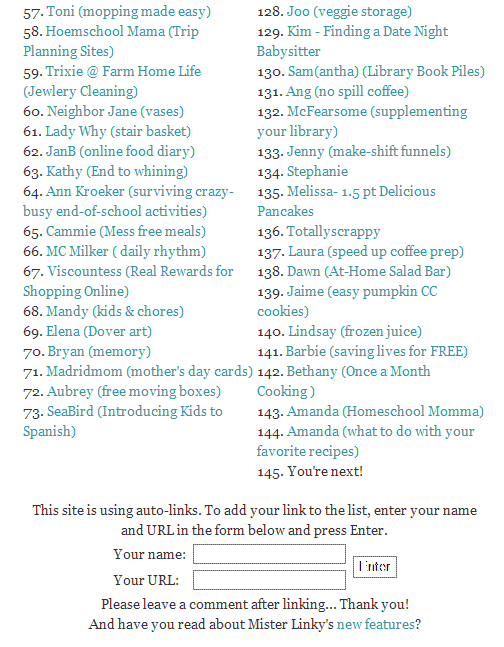 57. Toni (mopping made easy)
58. Hoemschool Mama (Trip
Planning Sites)
59. Trixie @ Farm Home Life
(Jewlery Cleaning)
60. Neighbor Jane (vases)
61. Lady Why (stair basket)
62. JanB (online food diary)
63. Kathy (End to whining)
64. Ann Kroeker (surviving crazy-
busy end-of-school activities)
65. Cammie (Mess free meals)
66. MC Milker ( daily rhythm)
67. Viscountess (Real Rewards for
Shopping Online)
68. Mandy (kids & chores)
69. Elena (Dover art)
70. Bryan (memory)
71. Madridmom (mother's day cards)
72. Aubrey (free moving boxes)
73. SeaBird (Introducing Kids to
Spanish)
128. Joo (veggie storage)
129. Kim - Finding a Date Night
Babysitter
130. Sam(antha) (Library Book Piles)
131. Ang (no spill coffee)
132. McFearsome (supplementing
your library)
133. Jenny (make-shift funnels)
134. Stephanie
135. Melissa- 1.5 pt Delicious
Pancakes
136. Totallyscrappy
137. Laura (speed up coffee prep)
138. Dawn (At-Home Salad Bar)
139. Jaime (easy pumpkin CC
cookies)
140. Lindsay (frozen juice)
141. Barbie (saving lives for FREE)
142. Bethany (Once a Month
Cooking )
143. Amanda (Homeschool Momma)
144. Amanda (what to do with your
favorite recipes)
145. You're next!
This site is using auto-links. To add your link to the list, enter your name
and URL in the form below and press Enter.
Your name:
Enter
Your URL:
Please leave a comment after linking... Thank you!
And have you read about Mister Linky's new features?